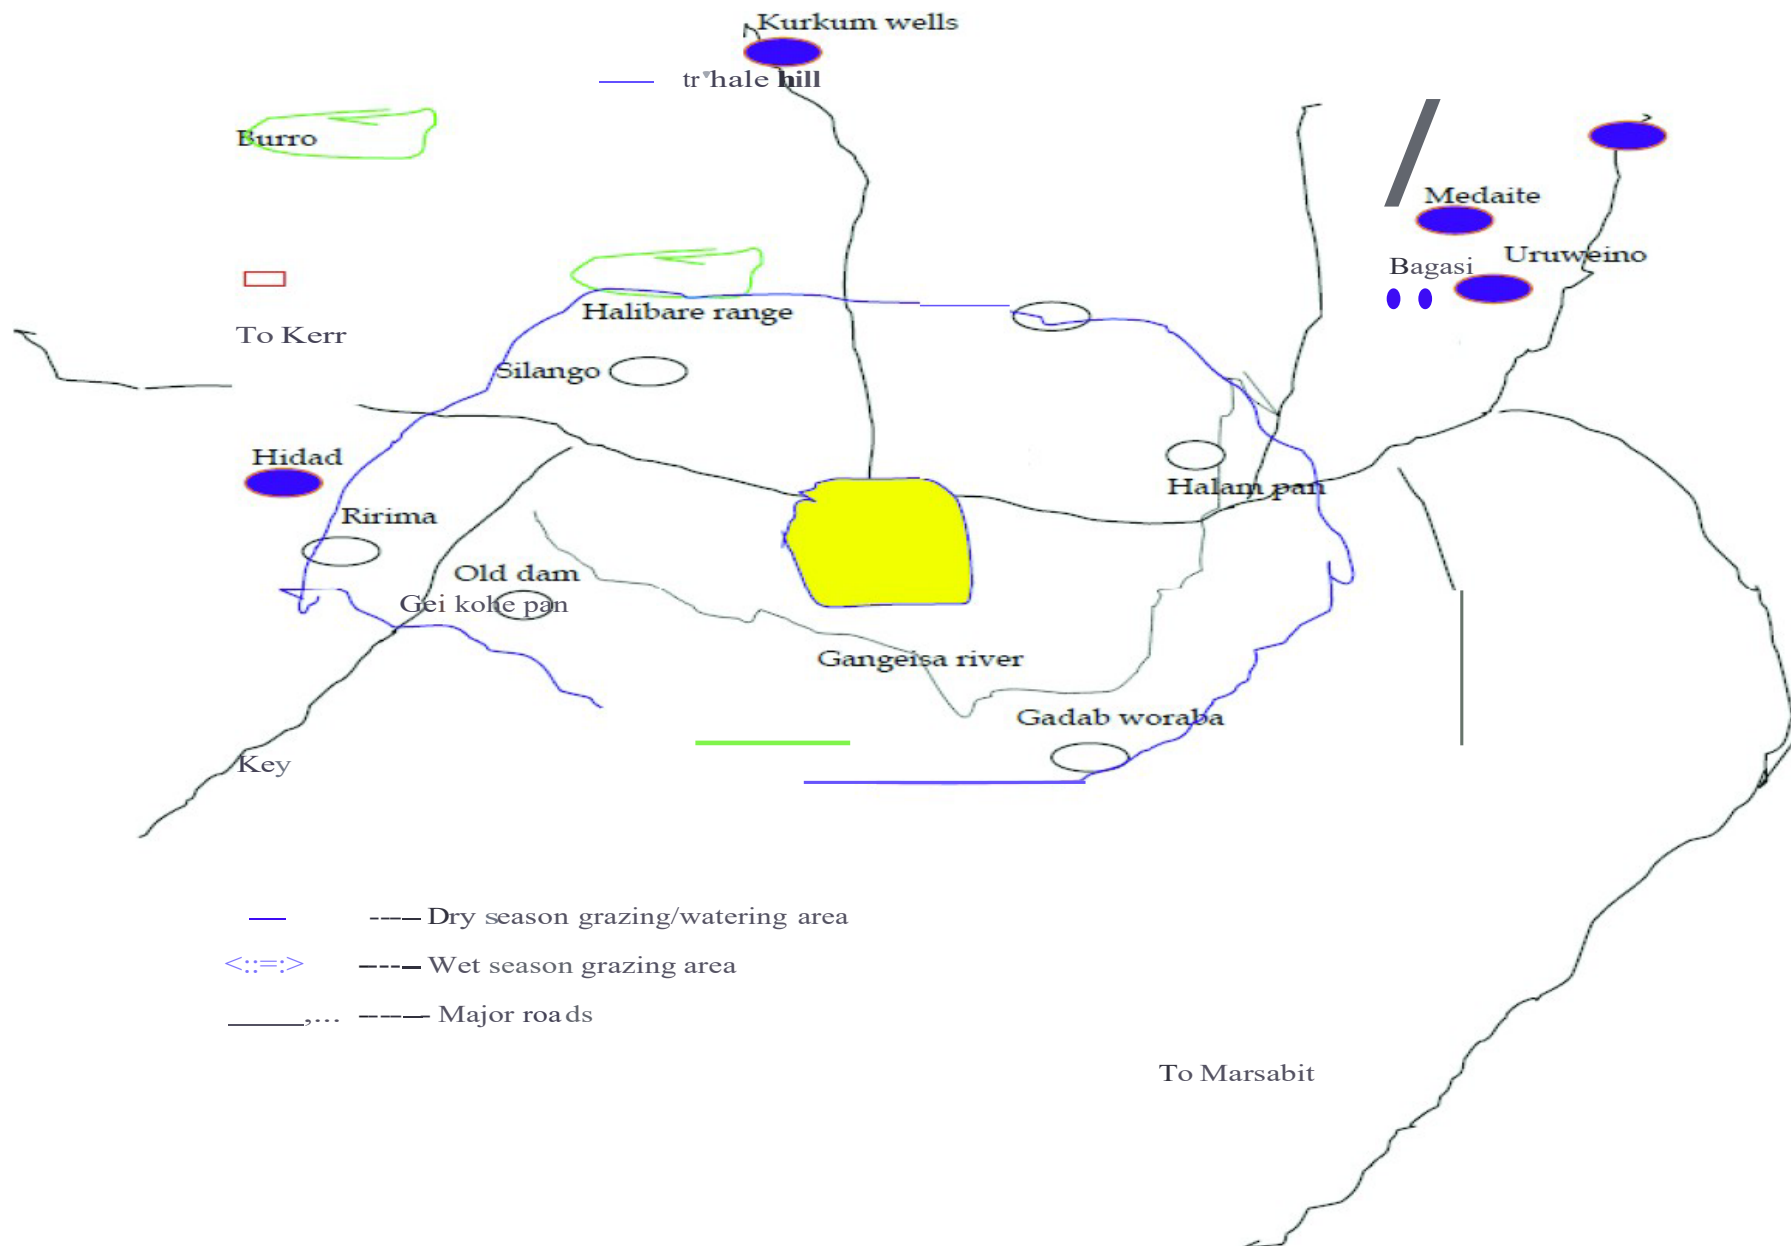 Kurkum wells
hale hill
Burro
Medaite
Uruweino
Bagasi
Halibare range
To Kerr
Silango
Hidad
Halam pan
Ririma
Old dam
Gei kohe pan
Gangeisa river
Gadab woraba
Key
Dry season grazing/watering area
<::=:> Wet season grazing area
Major roads
To Marsabit